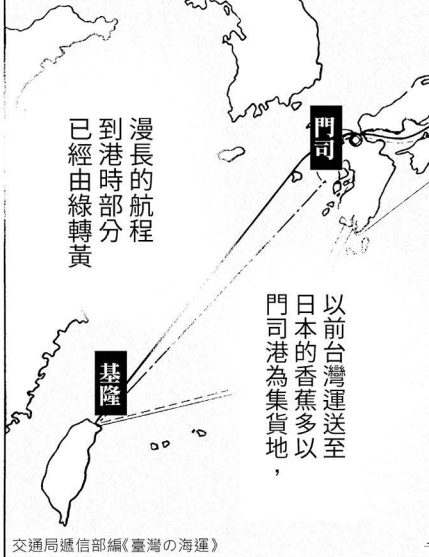 門司
以前台灣運送至
日本的香蕉多以
門司港為集貨地，
漫長的航程
到港時部分
已經由綠轉黃
基隆
交通局遞信部編《臺灣の海運》